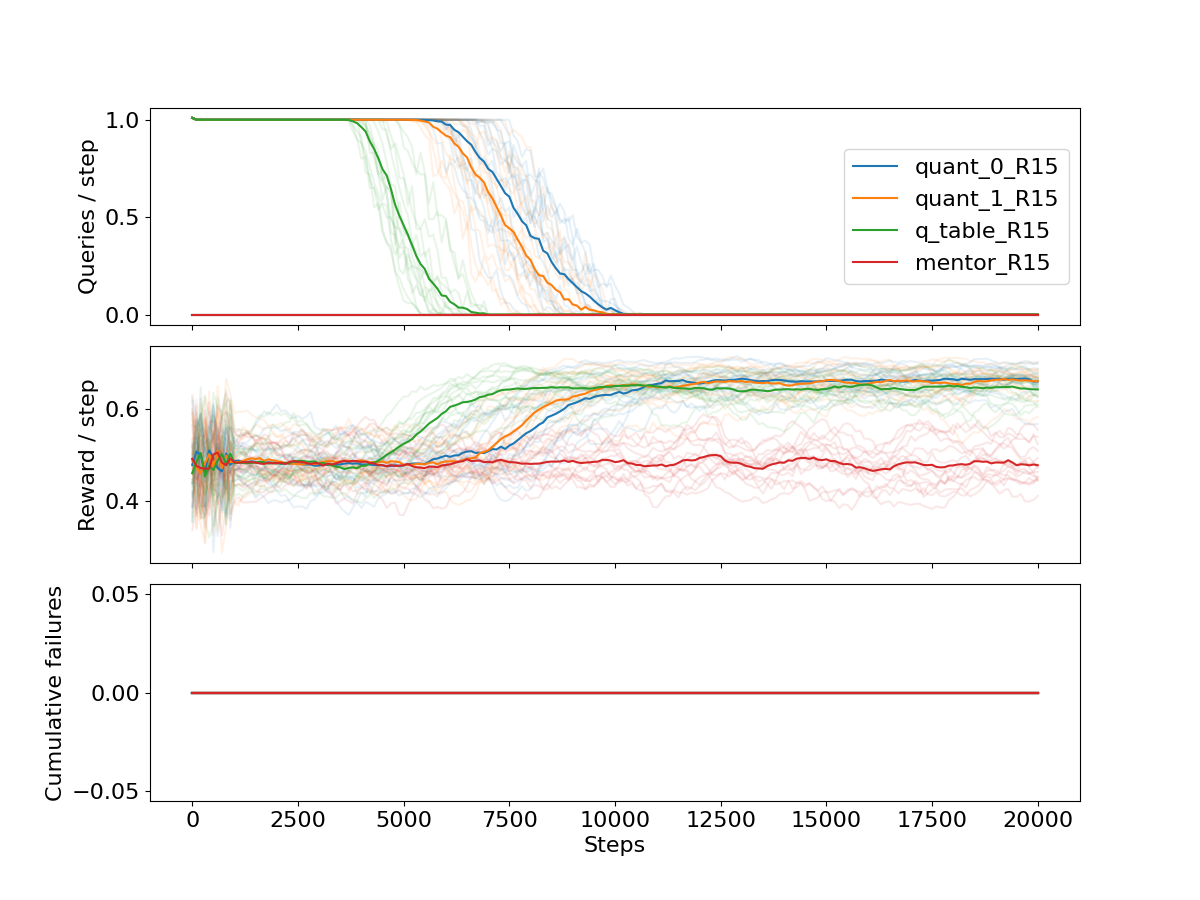 1.0
0.5
0.0
Queries / step
quant_0_R15
quant_1_R15
q_table_R15
mentor_R15
0.6
0.4
Reward / step
0.05
0.00
−0.05
Cumulative failures
0 2500 5000 7500 10000 12500 15000 17500 20000
Steps